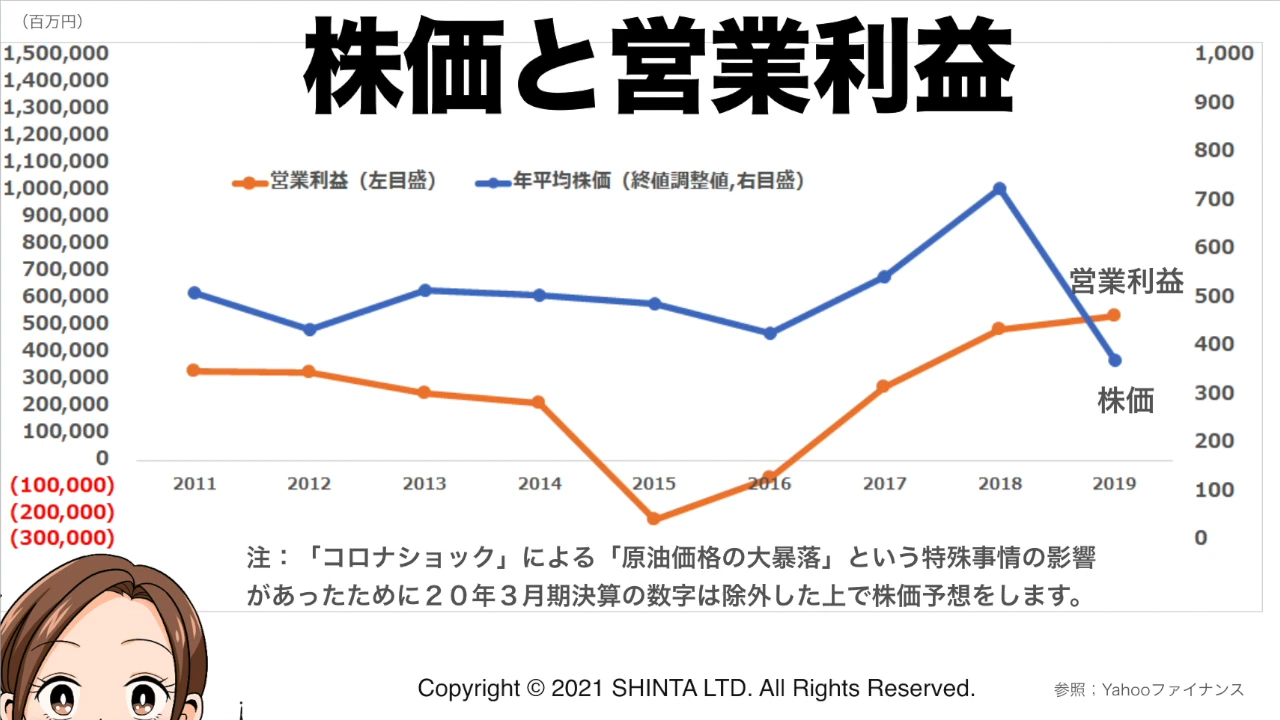 （百万円）
株価と営業利益
1,500,000
1,400,000
1,300,000
1,200,000
1,100,000
1,000,000
900,000
800,000
700,000
600,000
500,000
400,000
300,000
200,000
100,000
0
(100,000)
(200,000)
(300,000)
営業利益（左目盛）
年平均株価（終値調整値,右目盛）
1,000
900
800
700
600
500
400
300
200
100
0
営業利益
株価
2011 2012 2013 2014 2015 2016 2017 2018 2019
注：「コロナショック」による「原油価格の大暴落」という特殊事情の影響
があったために２０年３月期決算の数字は除外した上で株価予想をします。
Copyright © 2021 SHINTA LTD. All Rights Reserved.
参照；Yahooファイナンス